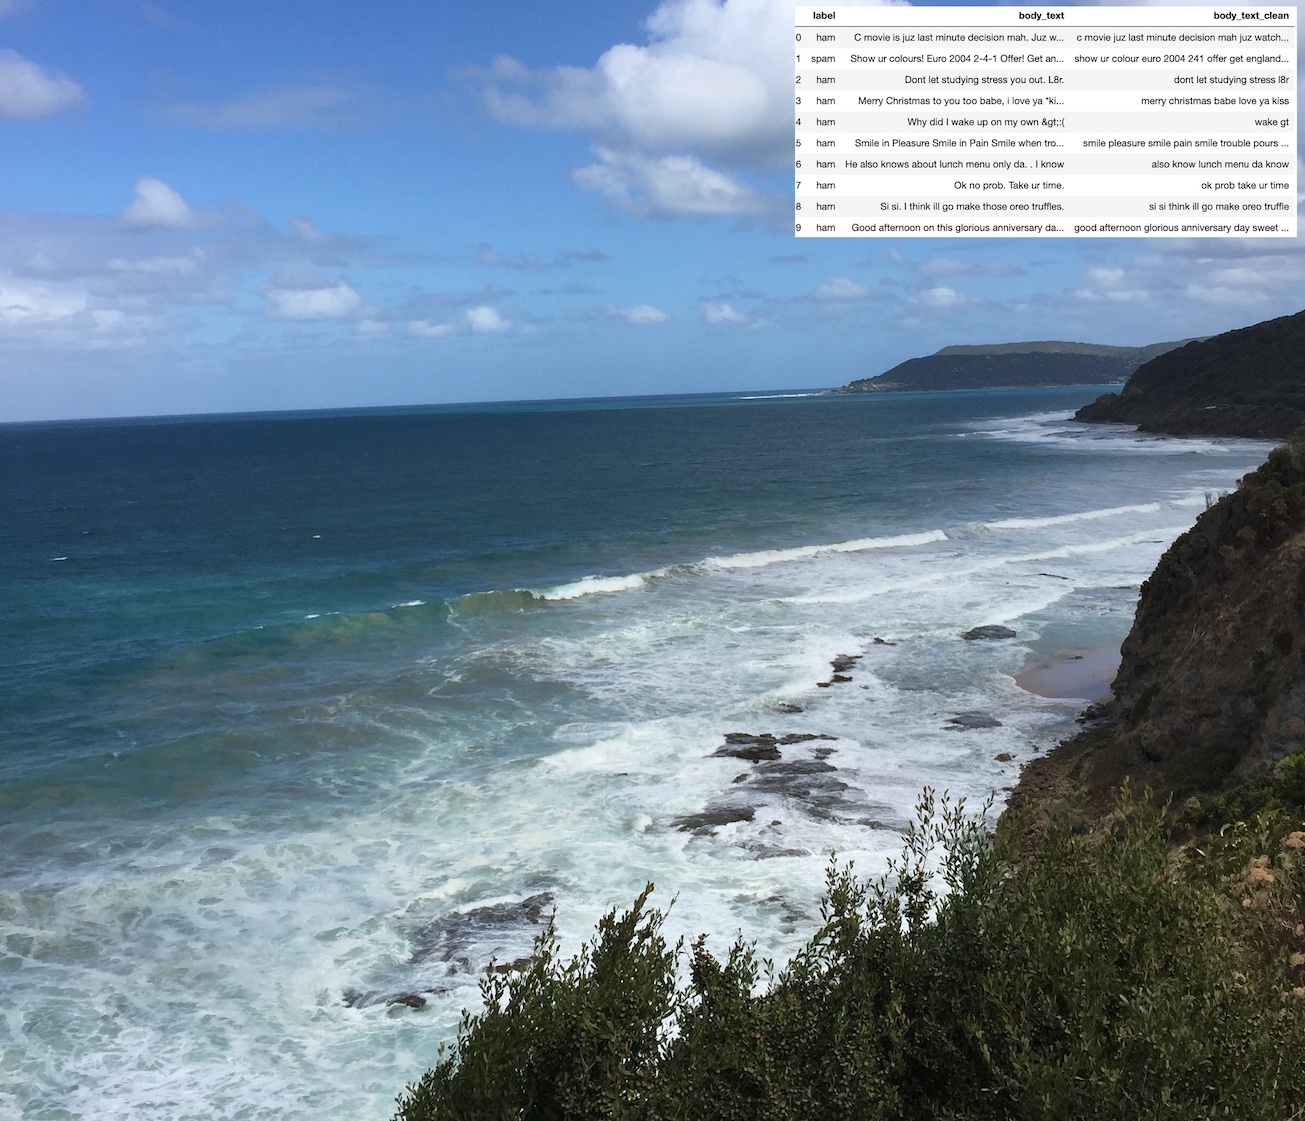 label body_text body_text_clean
0 ham C movie is juz last minute decision mah. Juz w... c movie juz last minute decision mah juz watch...
1 spam Show ur colours! Euro 2004 2-4-1 Offer! Get an... show ur colour euro 2004 241 offer get england...
2 ham Dont let studying stress you out. L8r. dont let studying stress l8r
3 ham Merry Christmas to you too babe, i love ya *ki... merry christmas babe love ya kiss
4 ham Why did I wake up on my own &gt;:( wake gt
5 ham Smile in Pleasure Smile in Pain Smile when tro... smile pleasure smile pain smile trouble pours ...
6 ham He also knows about lunch menu only da. . I know also know lunch menu da know
7 ham Ok no prob. Take ur time. ok prob take ur time
8 ham Si si. I think ill go make those oreo truffles. si si think ill go make oreo truffle
9 ham Good afternoon on this glorious anniversary da... good afternoon glorious anniversary day sweet ...